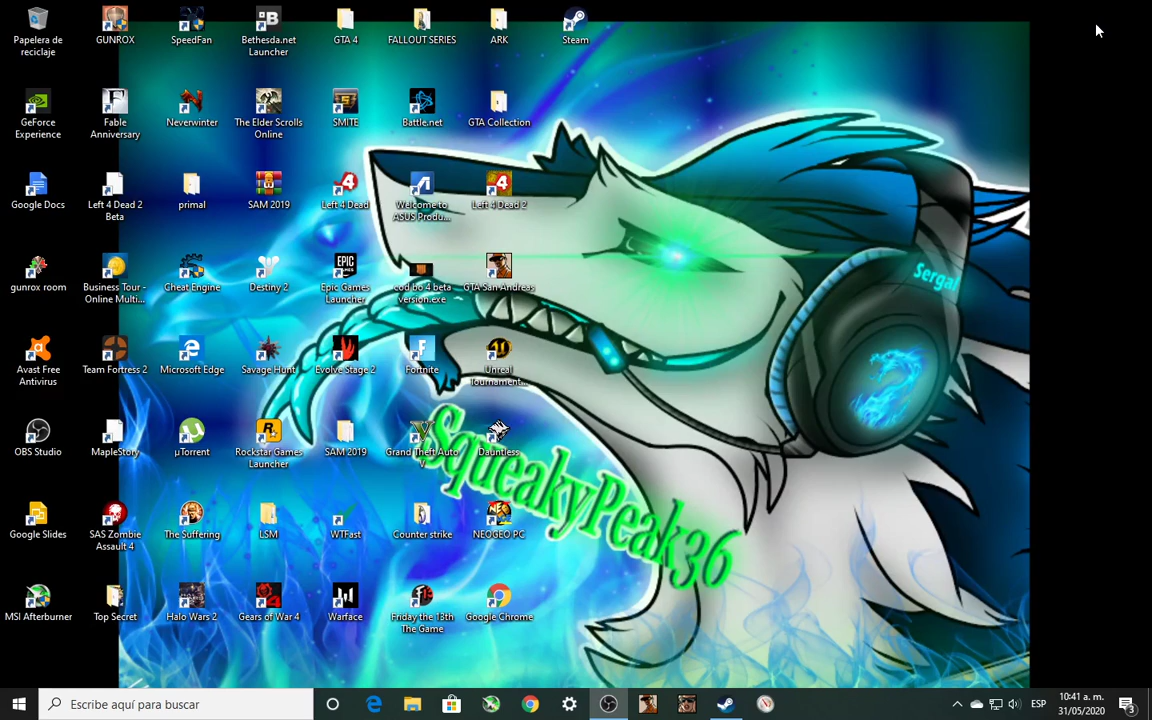 Papelera de
reciclaje
GUNROX
SpeedFan
Bethesda.net
Launcher
GTA 4
FALLOUT SERIES
ARK
Steam
GeForce
Experience
Fable
Anniversary
Neverwinter
The Elder Scrolls
Online
SMITE
Battle.net
GTA Collection
Google Docs
Left 4 Dead 2
Beta
primal
SAM 2019
Left 4 Dead
Welcome to
ASUS Produ...
Left 4 Dead 2
gunrox room
Business Tour -
Online Multi...
Cheat Engine
Destiny 2
Epic Games
Launcher
cod bo 4 beta
version.exe
GTA San Andreas
Sergal
Avast Free
Antivirus
Team Fortress 2
Microsoft Edge
Savage Hunt
Evolve Stage 2
Fortnite
Unreal
Tournament...
OBS Studio
MapleStory
µTorrent
Rockstar Games
Launcher
SAM 2019
Grand Theft Auto
V
Dauntless
SqueakyPeak36
Google Slides
SAS Zombie
Assault 4
The Suffering
LSM
WTFast
Counter strike
NEOGEO PC
MSI Afterburner
Top Secret
Halo Wars 2
Gears of War 4
Warface
Friday the 13th
The Game
Google Chrome
Escribe aquí para buscar
ESP
10:41 a. m.
31/05/2020
3